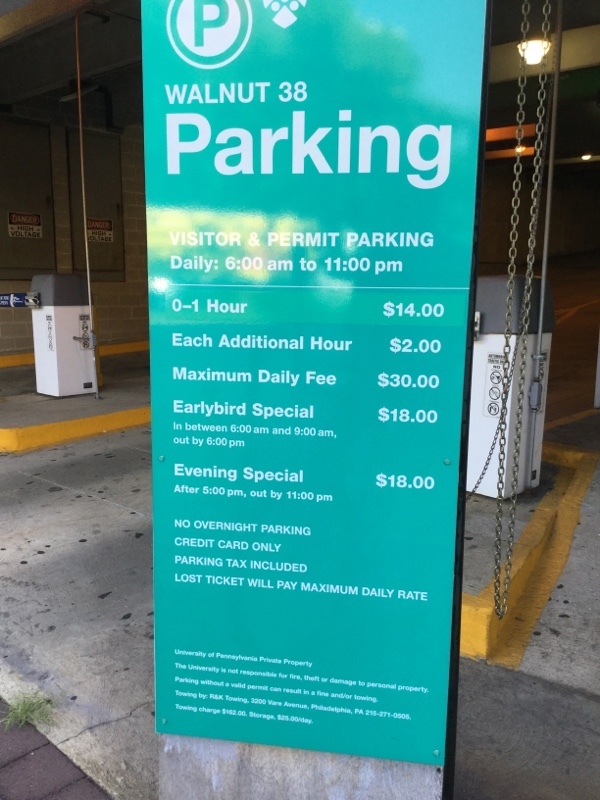 P
WALNUT 38
Parking
VISITOR & PERMIT PARKING
Daily: 6:00 am to 11:00 pm
0–1 Hour $14.00
Each Additional Hour $2.00
Maximum Daily Fee $30.00
Earlybird Special $18.00
In between 6:00 am and 9:00 am,
out by 6:00 pm
Evening Special $18.00
After 5:00 pm, out by 11:00 pm
NO OVERNIGHT PARKING
CREDIT CARD ONLY
PARKING TAX INCLUDED
LOST TICKET WILL PAY MAXIMUM DAILY RATE
University of Pennsylvania Private Property
The University is not responsible for fire, theft or damage to personal property.
Parking without a valid permit can result in a fine and/or towing.
Towing by: R&K Towing, 3200 Vare Avenue, Philadelphia, PA 215-271-0505.
Towing charge $162.00. Storage, $25.00/day.
DANGER
HIGH
VOLTAGE
DANGER
HIGH
VOLTAGE
NO